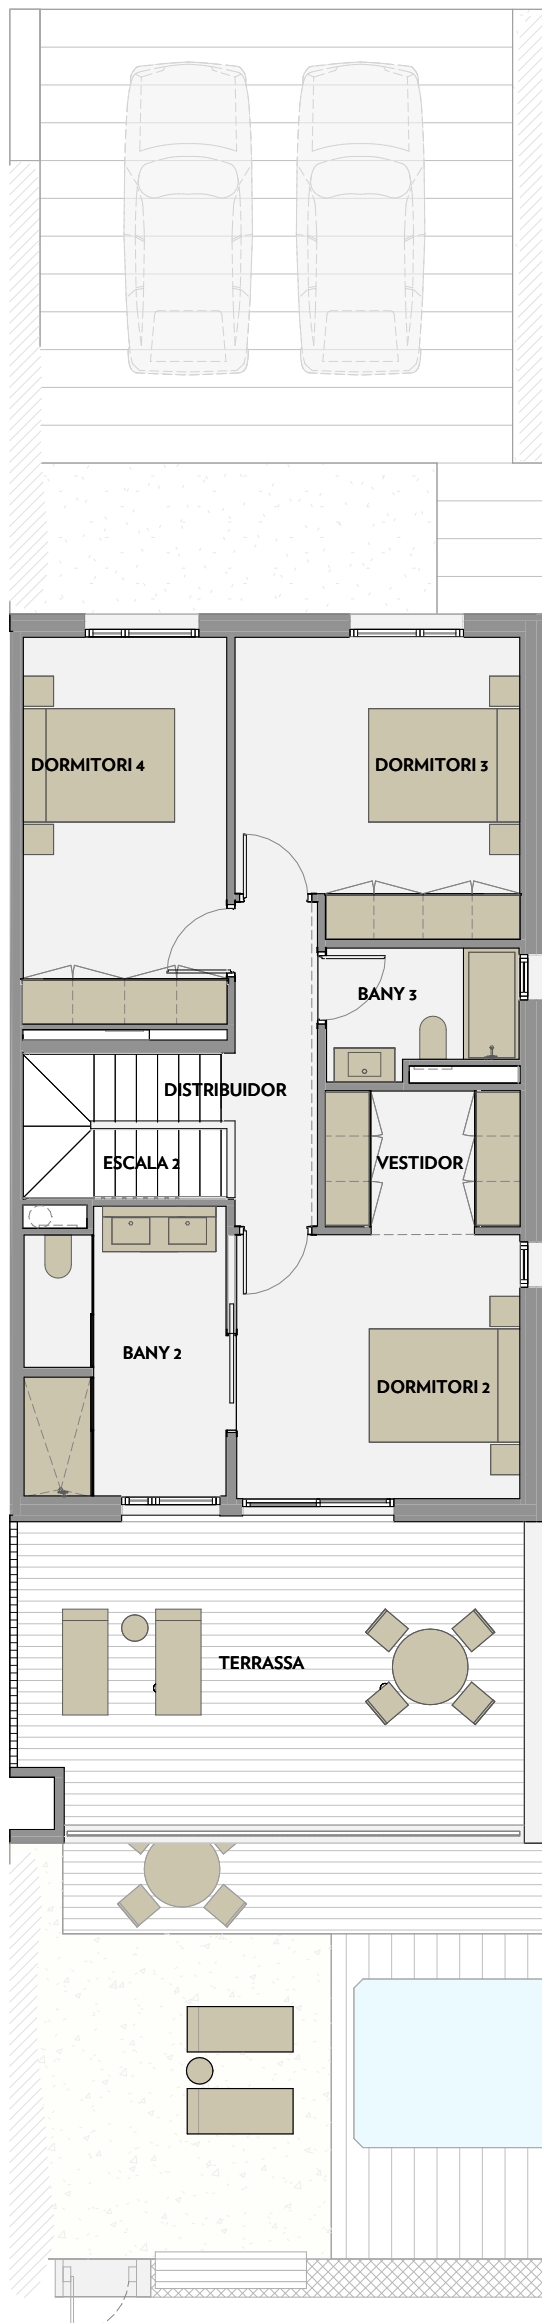 DORMITORI 4
DORMITORI 3
BANY 3
DISTRIBUIDOR
ESCALA 2
VESTIDOR
BANY 2
DORMITORI 2
TERRASSA